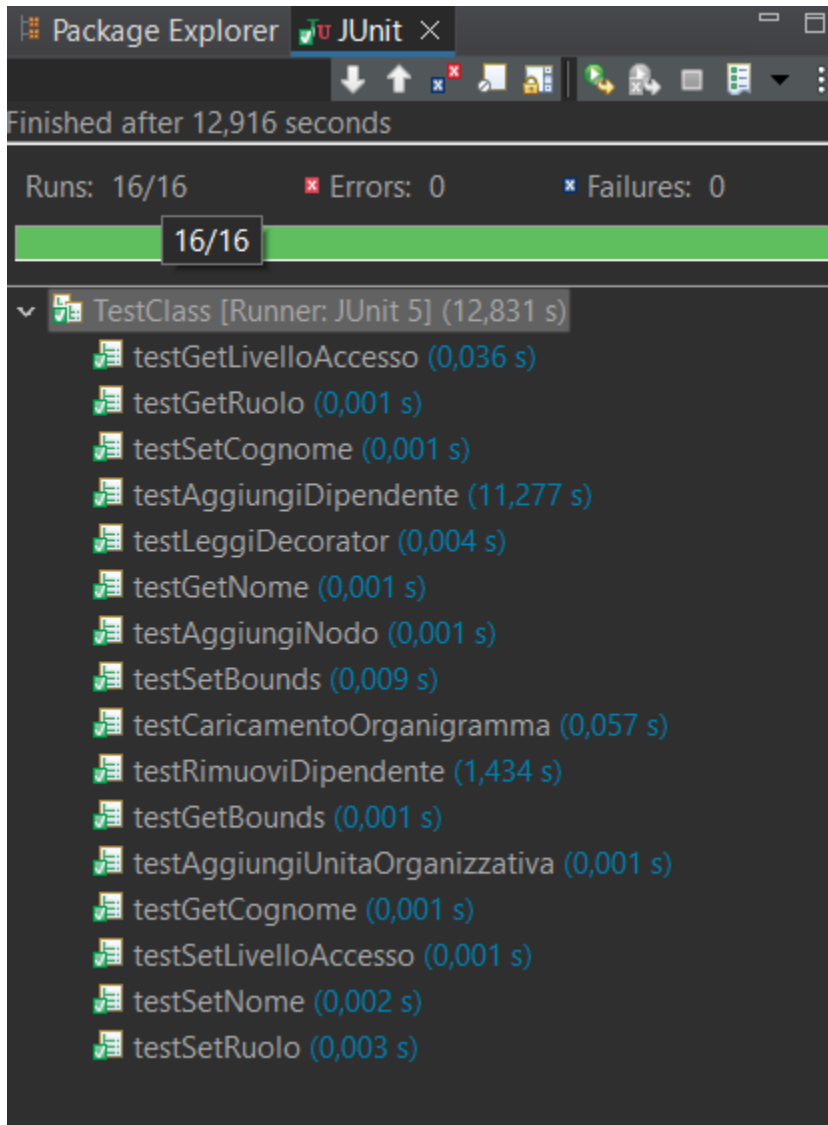 Package Explorer JUnit
Finished after 12,916 seconds
Runs: 16/16 Errors: 0 Failures: 0
16/16
TestClass [Runner: JUnit 5] (12,831 s)
testGetLivelloAccesso (0,036 s)
testGetRuolo (0,001 s)
testSetCognome (0,001 s)
testAggiungiDipendente (11,277 s)
testLeggiDecorator (0,004 s)
testGetNome (0,001 s)
testAggiungiNodo (0,001 s)
testSetBounds (0,009 s)
testCaricamentoOrganigramma (0,057 s)
testRimuoviDipendente (1,434 s)
testGetBounds (0,001 s)
testAggiungiUnitaOrganizzativa (0,001 s)
testGetCognome (0,001 s)
testSetLivelloAccesso (0,001 s)
testSetNome (0,002 s)
testSetRuolo (0,003 s)